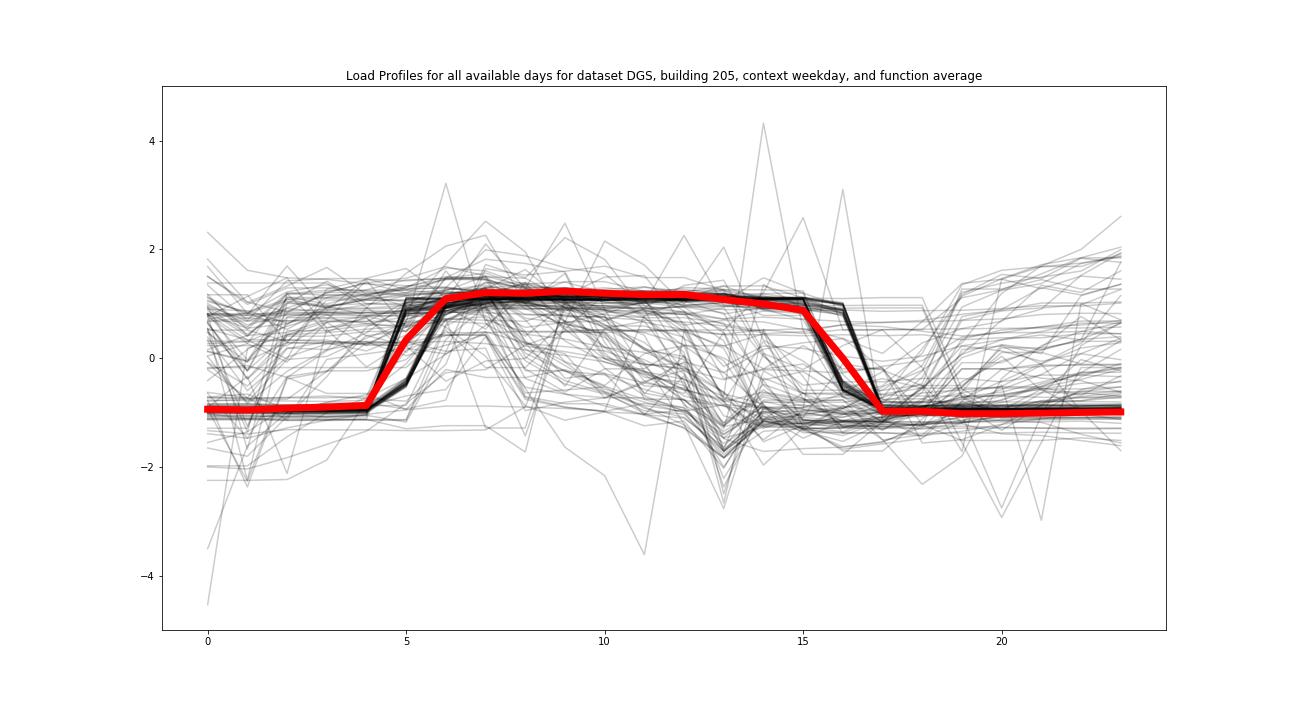 Load Profiles for all available days for dataset DGS, building 205, context weekday, and function average
4
2
0
−2
−4
0 5 10 15 20